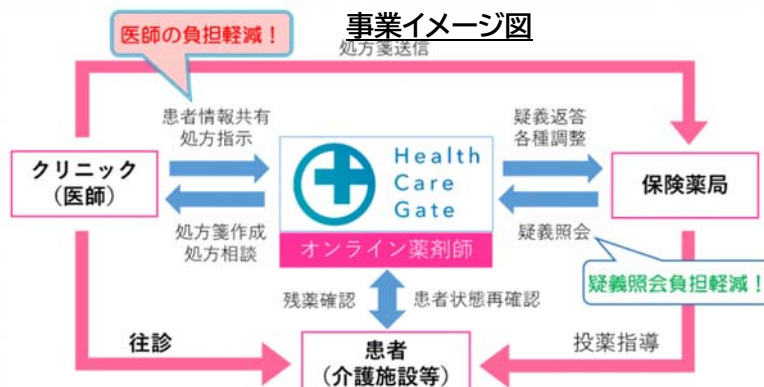 事業イメージ図
医師の負担軽減！
処方箋送信
患者情報共有
処方指示
疑義返答
各種調整
クリニック
（医師）
Health
Care
Gate
オンライン薬剤師
保険薬局
処方箋作成
処方相談
疑義照会
疑義照会負担軽減！
残薬確認
患者状態再確認
往診
患者
（介護施設等）
投薬指導